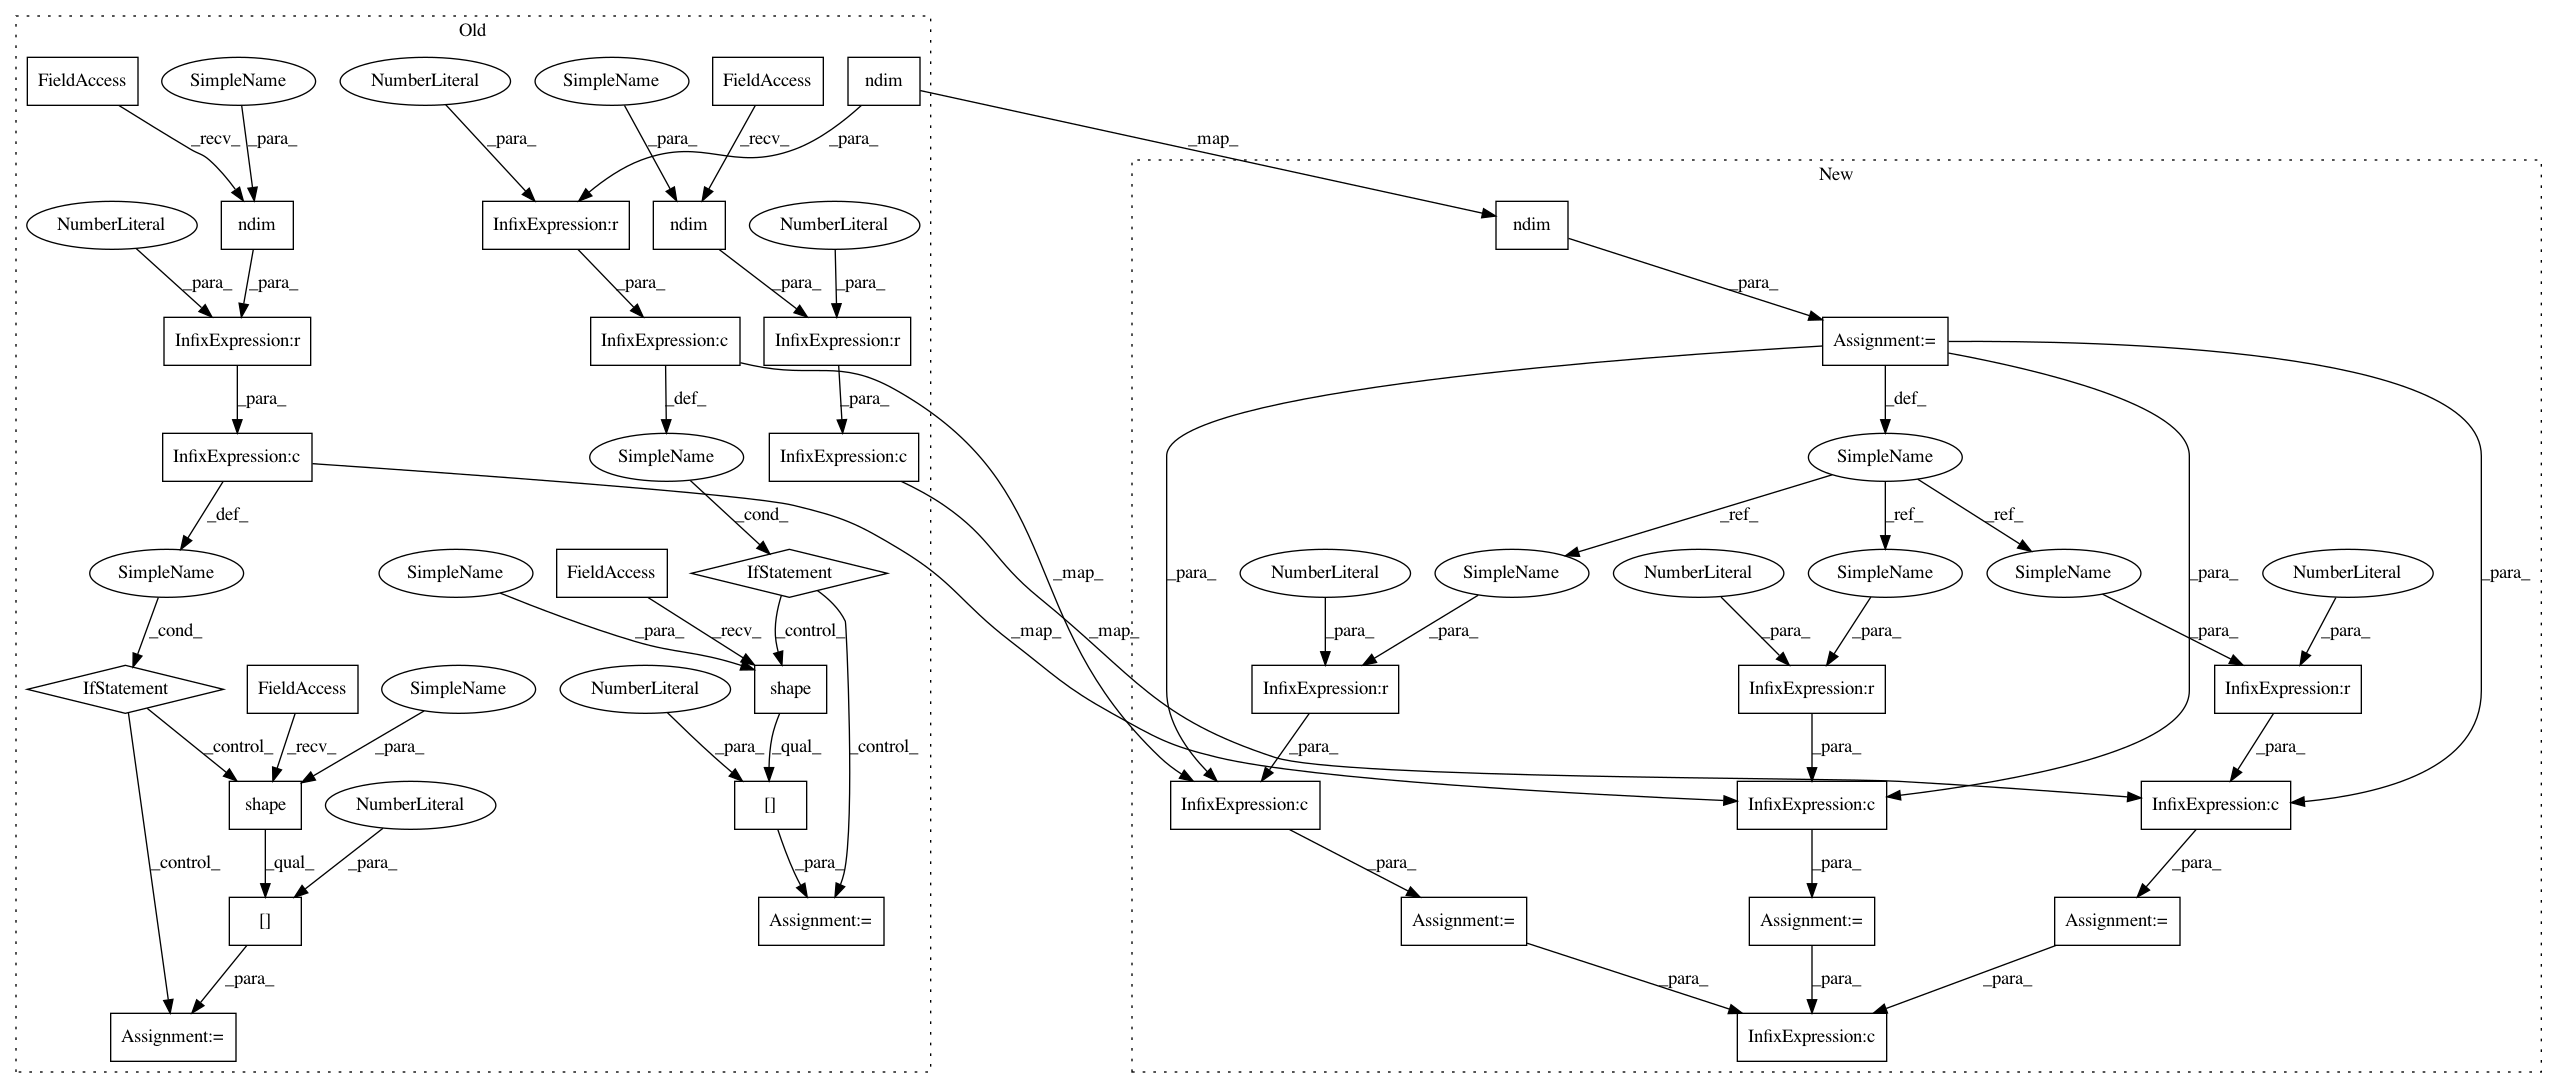 Old
FieldAccess
SimpleName
NumberLiteral
SimpleName
FieldAccess
ndim
_recv_
_para_
_para_
_para_
_recv_
_para_
_map_
New
NumberLiteral
ndim
InfixExpression:r
ndim
NumberLiteral
ndim
_para_
_para_
_para_
_para_
_para_
_para_
InfixExpression:r
InfixExpression:c
InfixExpression:r
Assignment:=
_para_
_def_
_para_
_def_
InfixExpression:c
SimpleName
InfixExpression:c
SimpleName
_def_
_cond_
_ref_
_ref_
_ref_
SimpleName
SimpleName
FieldAccess
IfStatement
_map_
_para_
NumberLiteral
SimpleName
NumberLiteral
SimpleName
SimpleName
NumberLiteral
_para_
_para_
_cond_
_para_
_recv_
_control_
_map_
_map_
_para_
_para_
_para_
_para_
_para_
_para_
IfStatement
FieldAccess
SimpleName
NumberLiteral
shape
InfixExpression:r
InfixExpression:r
InfixExpression:r
_control_
_recv_
_para_
_para_
_qual_
_control_
_para_
_para_
_para_
shape
NumberLiteral
[]
InfixExpression:c
InfixExpression:c
InfixExpression:c
_control_
_qual_
_para_
_para_
_para_
_para_
_para_
[]
Assignment:=
Assignment:=
Assignment:=
Assignment:=
_para_
_para_
_para_
_para_
Assignment:=
InfixExpression:c